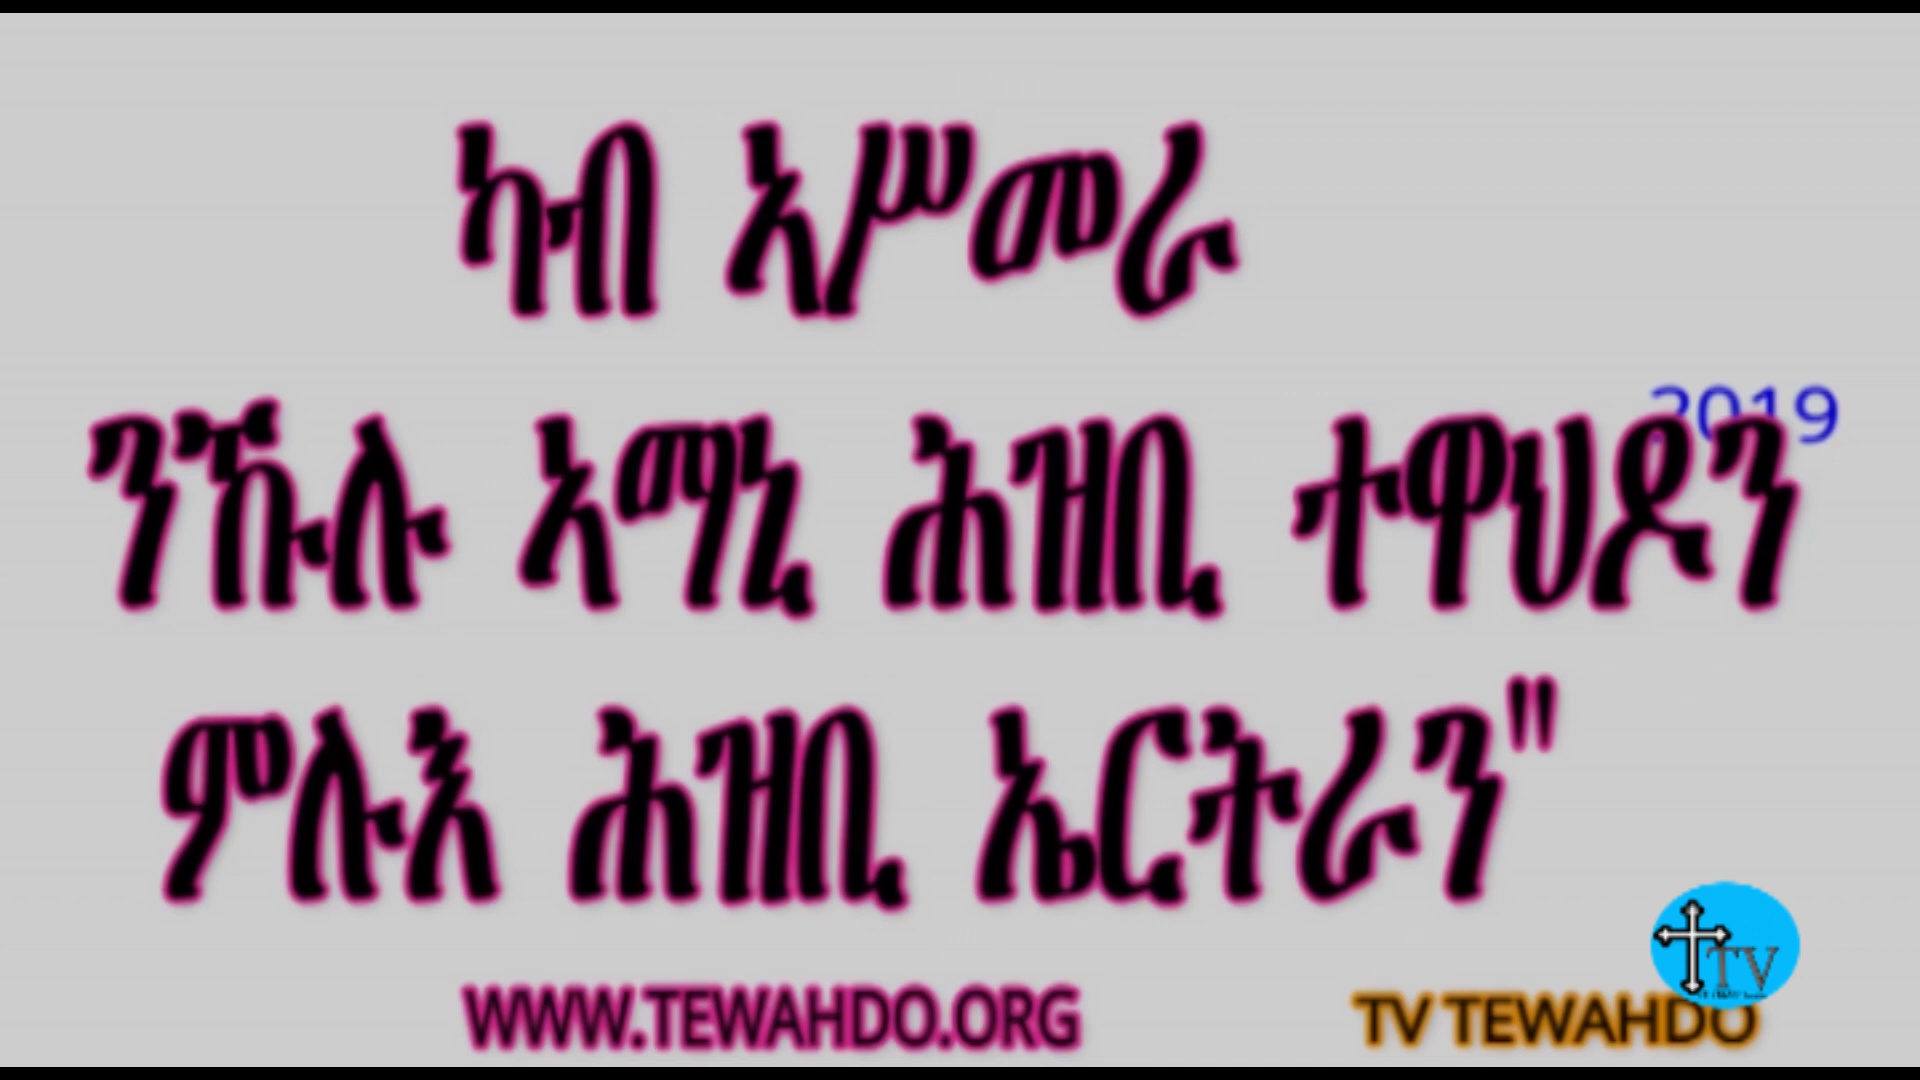 ካብ ኣሥመራ
2019
ንኹሉ ኣማኒ ሕዝቢ ተዋህዶን
ምሉእ ሕዝቢ ኤርትራን"
TV
WWW.TEWAHDO.ORG
TV TEWAHDO